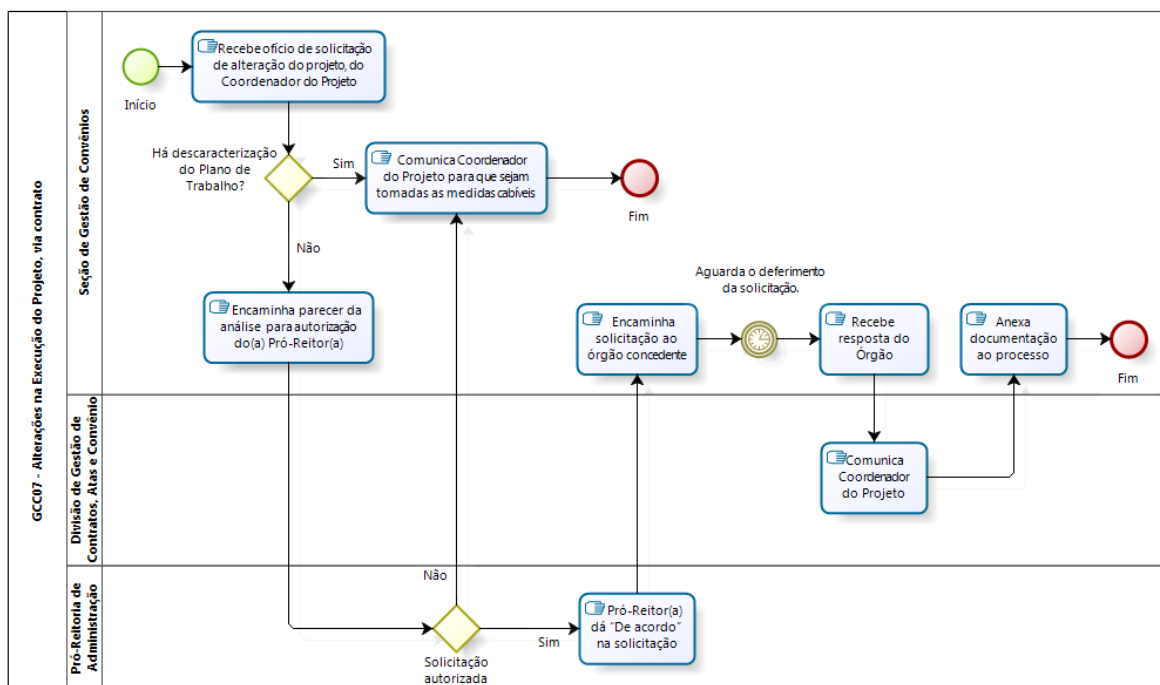 GCC07 - Alterações na Execução do Projeto, via contrato
Seção de Gestão de Convênios
Início
Recebe ofício de solicitação
de alteração do projeto, do
Coordenador do Projeto
Há descaracterização
do Plano de
Trabalho?
Sim
Comunica Coordenador
do Projeto para que sejam
tomadas as medidas cabíveis
Fim
Não
Encaminha parecer da
análise para autorização
do(a) Pró-Reitor(a)
Encaminha
solicitação ao
órgão concedente
Aguarda o deferimento
da solicitação.
Recebe
resposta do
Órgão
Anexa
documentação
ao processo
Fim
Divisão de Gestão de
Contratos, Atas e Convênio
Comunica
Coordenador
do Projeto
Pró-Reitoria de
Administração
Não
Solicitação
autorizada
Sim
Pró-Reitor(a)
dá "De acordo"
na solicitação